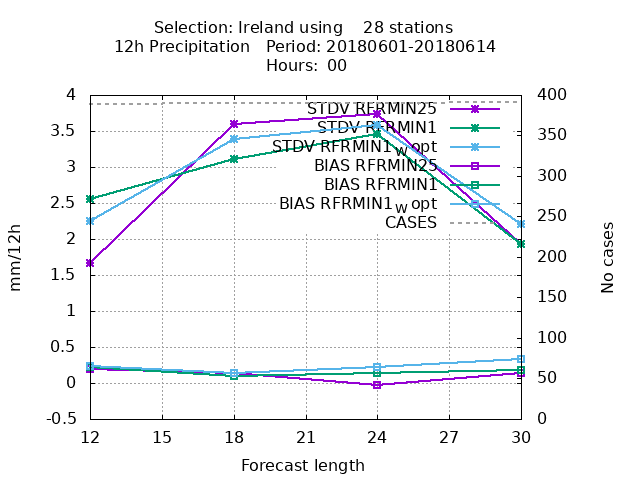 Selection: Ireland using 28 stations
12h Precipitation Period: 20180601-20180614
Hours: 00
4
3.5
3
2.5
2
1.5
1
0.5
0
-0.5
mm/12h
STDV RFRMIN25
STDV RFRMIN1
STDV RFRMIN1W opt
BIAS RFRMIN25
BIAS RFRMIN1
BIAS RFRMIN1W opt
CASES
400
350
300
250
200
150
100
50
0
No cases
12 15 18 21 24 27 30
Forecast length